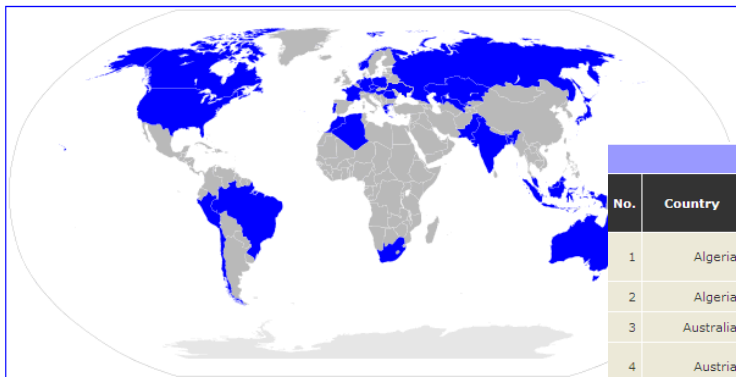 No. Country
1 Algeria
2 Algeria
3 Australia
4 Austria